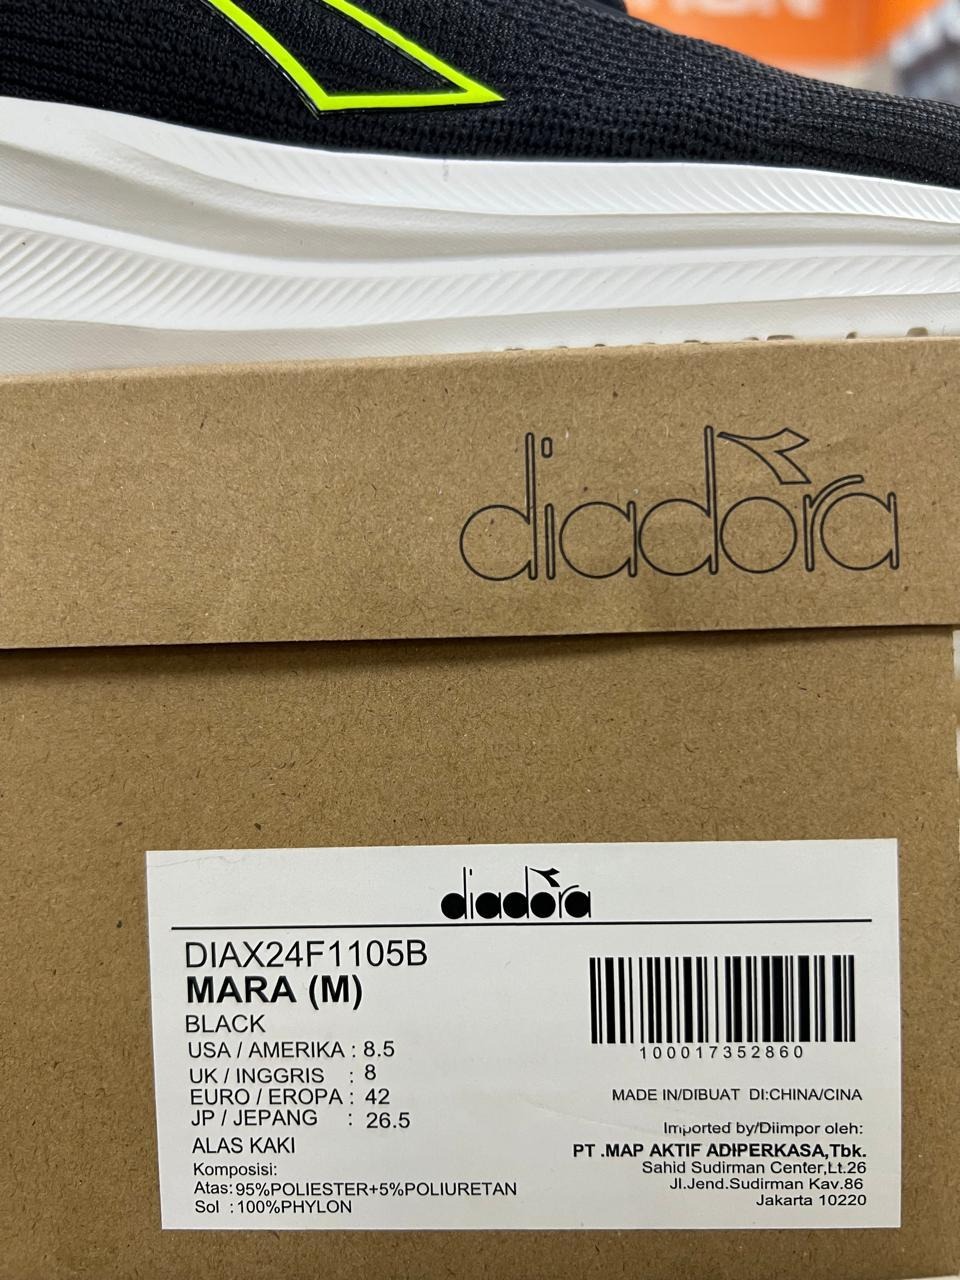 diadora
diadora
DIAX24F1105B
MARA (M)
BLACK
USA / AMERIKA : 8.5
UK / INGGRIS : 8
EURO / EROPA : 42
JP / JEPANG : 26.5
ALAS KAKI
Komposisi:
Atas: 95%POLIESTER+5%POLIURETAN
Sol : 100%PHYLON
100017352860
MADE IN/DIBUAT DI:CHINA/CINA
Imported by/Diimpor oleh:
PT .MAP AKTIF ADIPERKASA,Tbk.
Sahid Sudirman Center,Lt.26
Jl.Jend.Sudirman Kav.86
Jakarta 10220